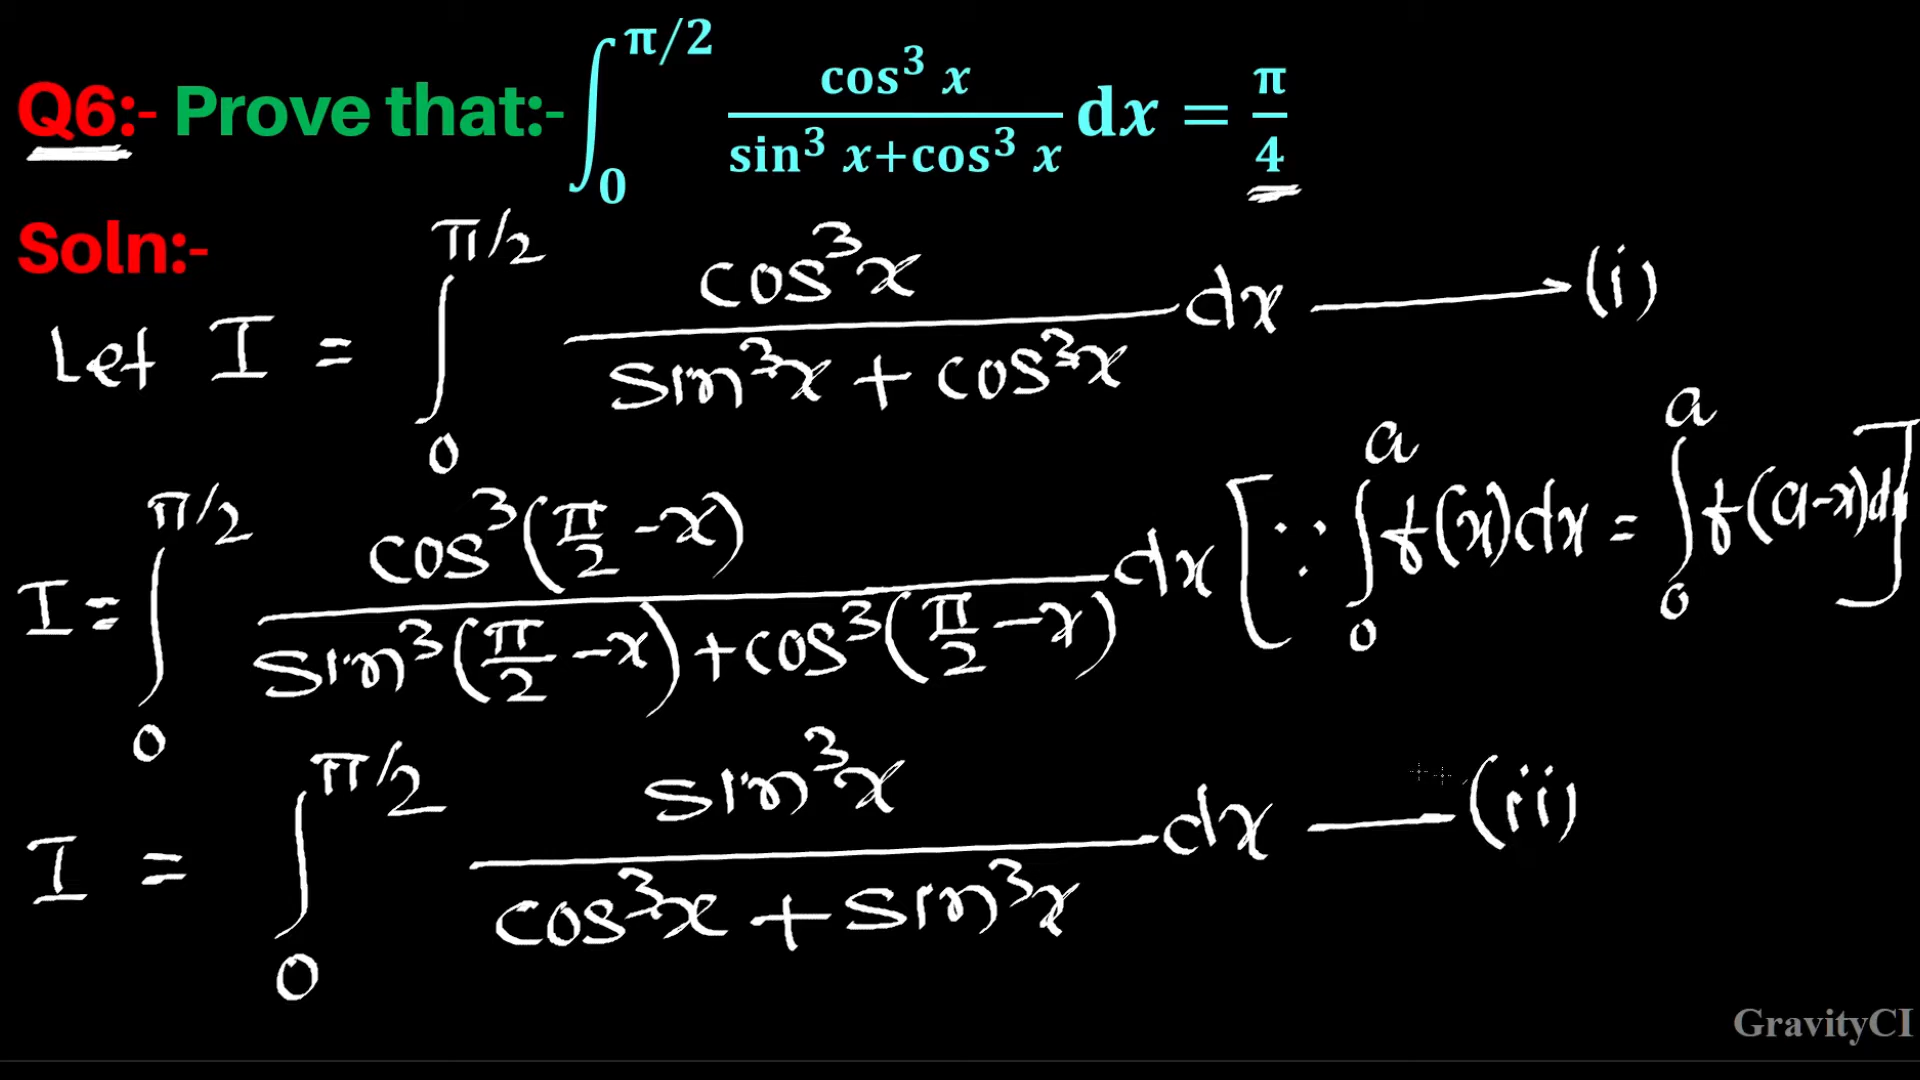 Q6:- Prove that:- ∫₀^{π/2} cos³ x / (sin³ x+cos³ x) dx = π/4
Soln:-
Let I = ∫₀^{π/2} cos³x / (sin³x + cos³x) dx ⟶ (i)
I = ∫₀^{π/2} cos³(π/2 - x) / (sin³(π/2 - x) + cos³(π/2 - x)) dx [∵ ∫₀^a f(x)dx = ∫₀^a f(a-x)dx]
I = ∫₀^{π/2} sin³x / (cos³x + sin³x) dx — (ii)
GravityCI